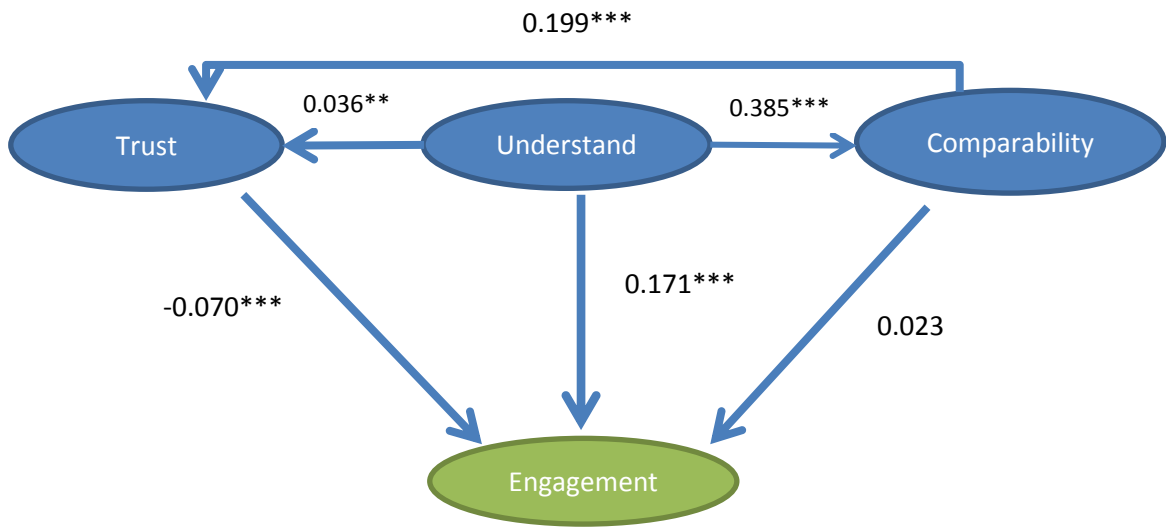 0.199***
0.036**
0.385***
Trust
Understand
Comparability
-0.070***
0.171***
0.023
Engagement